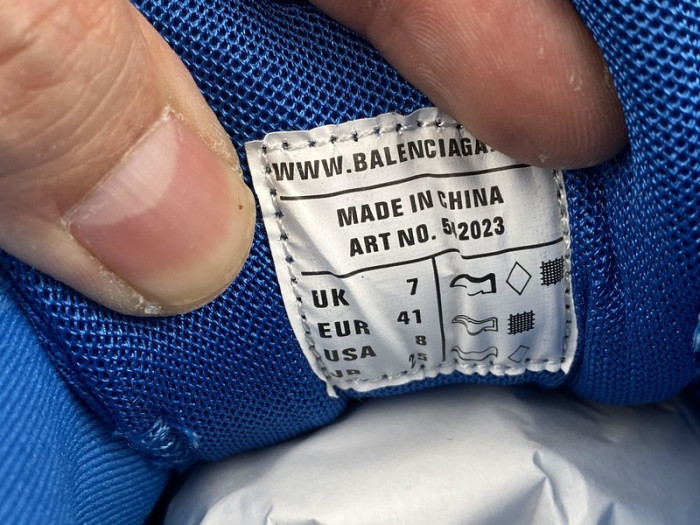 WWW.BALENCIAGA.
MADE IN CHINA
ART NO.
UK 7
EUR 41
USA 8